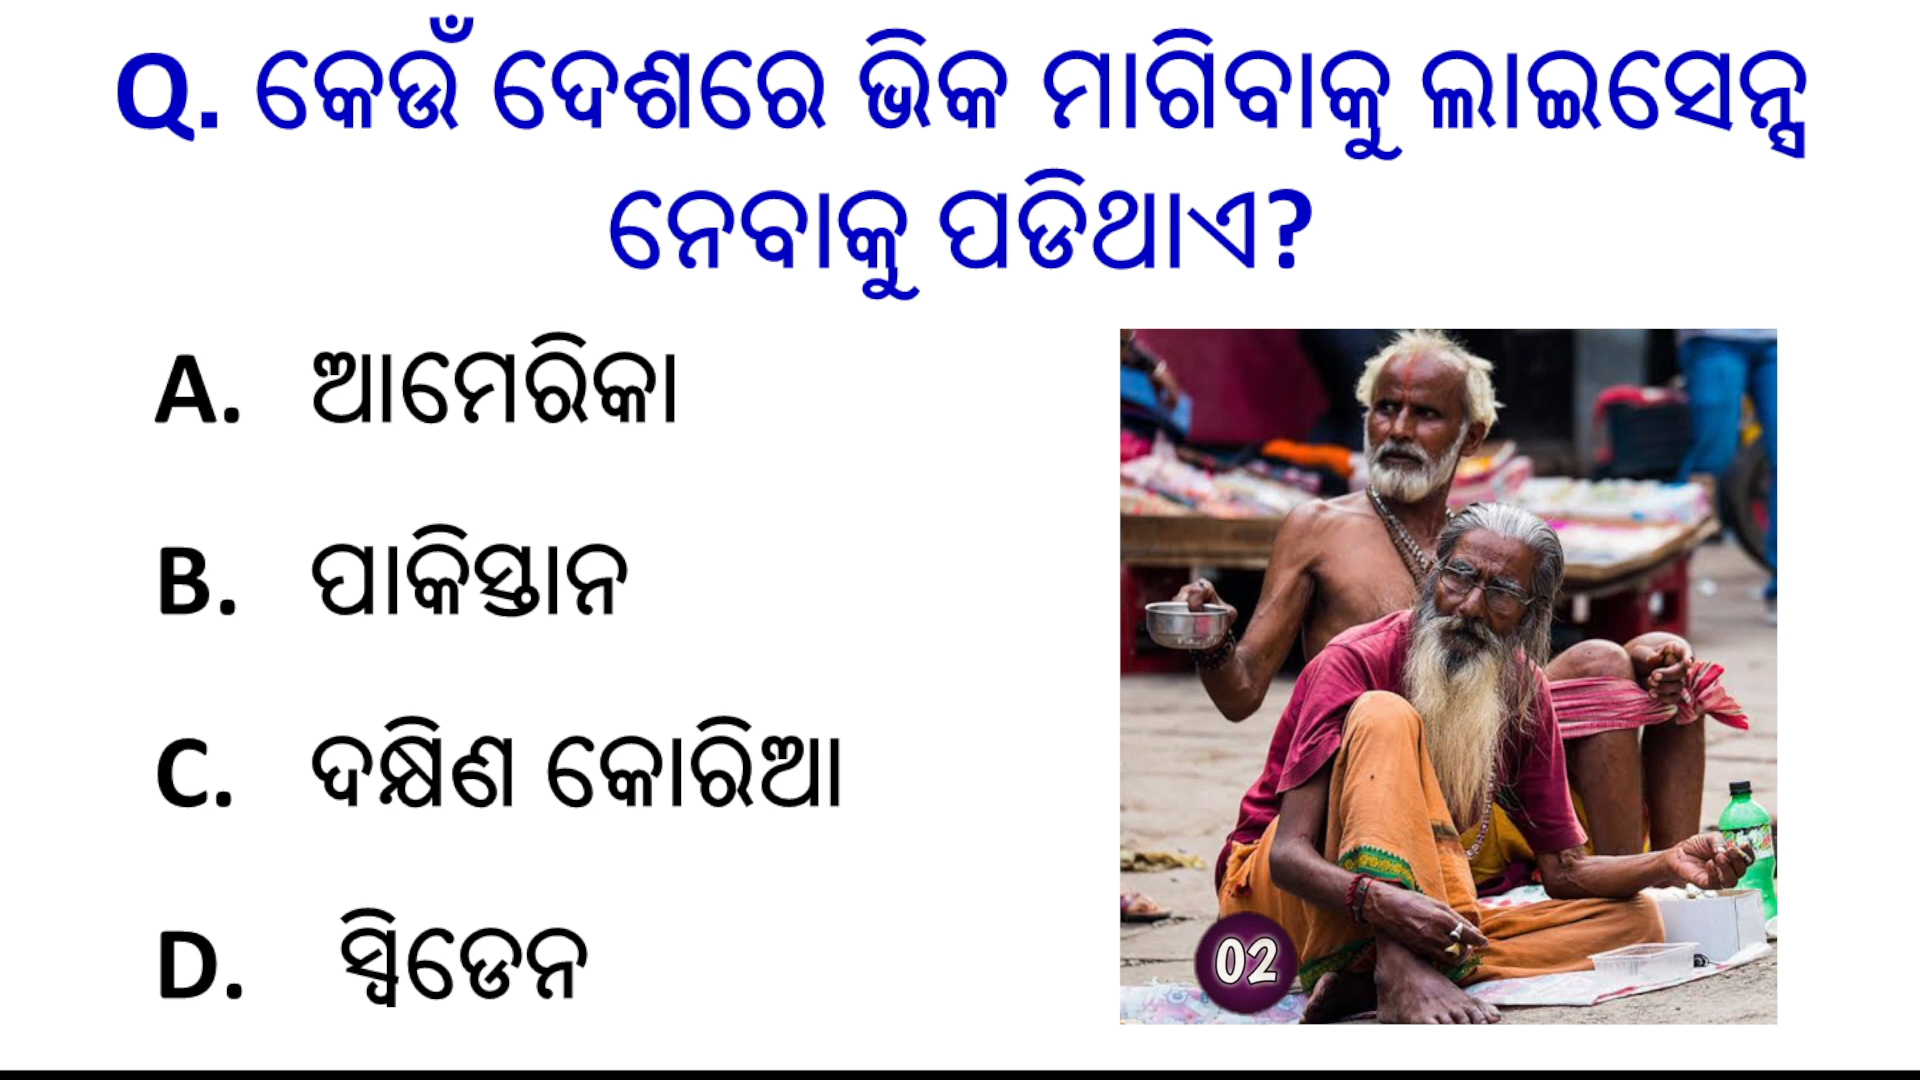 Q. କେଉଁ ଦେଶରେ ଭିକ ମାଗିବାକୁ ଲାଇସେନ୍ସ
ନେବାକୁ ପଡିଥାଏ?
A. ଆମେରିକା
B. ପାକିସ୍ତାନ
C. ଦକ୍ଷିଣ କୋରିଆ
D. ସ୍ୱିଡେନ
02